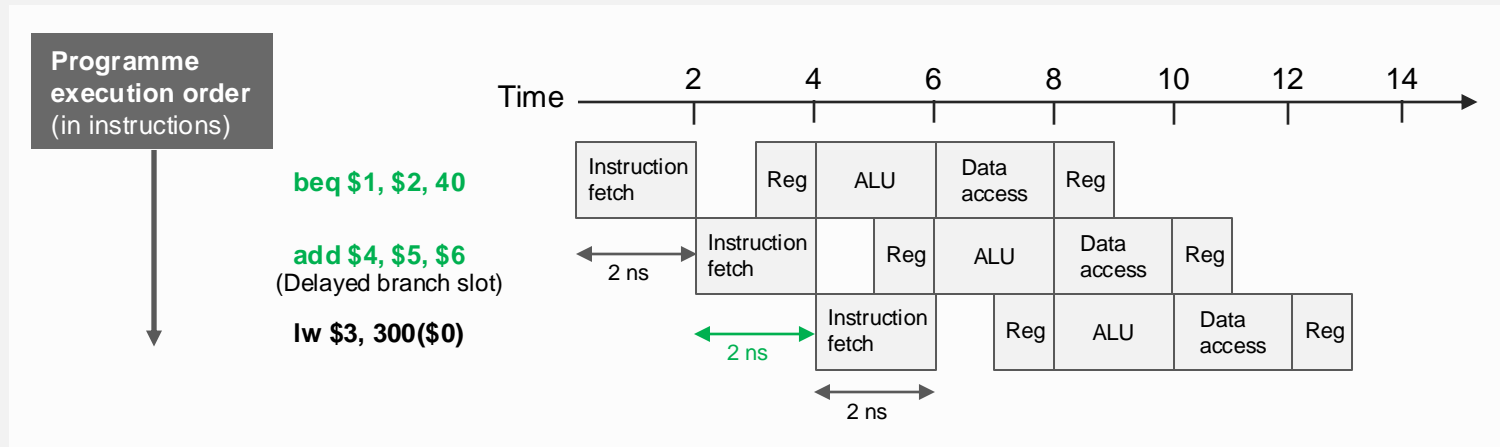 Programme
execution order
(in instructions)
Time
2 4 6 8 10 12 14
beq $1, $2, 40
Instruction
fetch
Reg
ALU
Data
access
Reg
add $4, $5, $6
(Delayed branch slot)
2 ns
Instruction
fetch
Reg
ALU
Data
access
Reg
lw $3, 300($0)
2 ns
Instruction
fetch
Reg
ALU
Data
access
Reg
2 ns